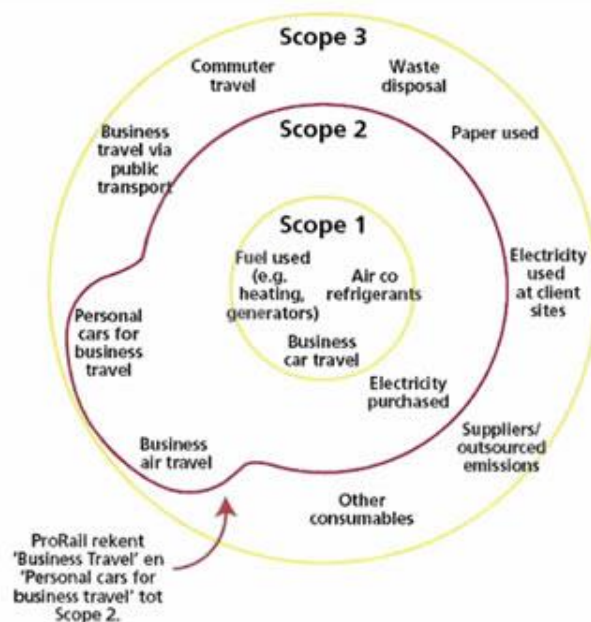 Scope 3
Commuter
travel
Waste
disposal
Scope 2
Business
travel via
public
transport
Paper used
Scope 1
Fuel used
(e.g.
heating,
generators)
Air co
refrigerants
Electricity
used
at client
sites
Personal
cars for
business
travel
Business
car travel
Electricity
purchased
Business
air travel
Suppliers/
outsourced
emissions
Other
consumables
ProRail rekent
'Business Travel' en
'Personal cars for
business travel' tot
Scope 2.